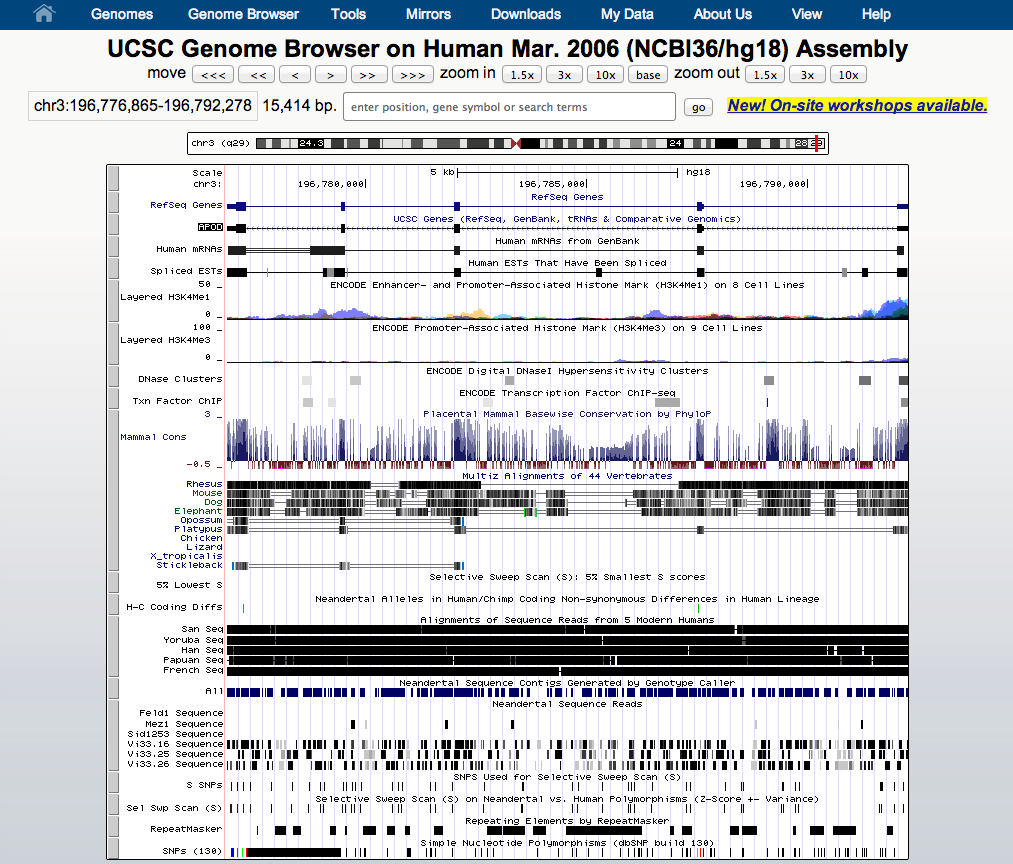 Genomes Genome Browser Tools Mirrors Downloads My Data About Us View Help
UCSC Genome Browser on Human Mar. 2006 (NCBI36/hg18) Assembly
move <<< << < > >> >>> zoom in 1.5x 3x 10x base zoom out 1.5x 3x 10x
chr3:196,776,865-196,792,278 15,414 bp. enter position, gene symbol or search terms go New! On-site workshops available.
chr3 (q29) 24.3 24 28 29
Scale 5 kb hg18
chr3: 196,780,000 196,785,000 196,790,000
RefSeq Genes
RefSeq Genes
UCSC Genes (RefSeq, GenBank, tRNAs & Comparative Genomics)
APOD
Human mRNAs from GenBank
Human mRNAs
Human ESTs That Have Been Spliced
Spliced ESTs
50 _ ENCODE Enhancer- and Promoter-Associated Histone Mark (H3K4Me1) on 8 Cell Lines
Layered H3K4Me1
0 _
100 _ ENCODE Promoter-Associated Histone Mark (H3K4Me3) on 9 Cell Lines
Layered H3K4Me3
0 _
ENCODE Digital DNaseI Hypersensitivity Clusters
DNase Clusters
ENCODE Transcription Factor ChIP-seq
Txn Factor ChIP
3 _ Placental Mammal Basewise Conservation by PhyloP
Mammal Cons
-0.5 _
Multiz Alignments of 44 Vertebrates
Rhesus
Mouse
Dog
Elephant
Opossum
Platypus
Chicken
Lizard
X_tropicalis
Stickleback
Selective Sweep Scan (S): 5% Smallest S scores
5% Lowest S
Neandertal Alleles in Human/Chimp Coding Non-synonymous Differences in Human Lineage
H-C Coding Diffs
Alignments of Sequence Reads from 5 Modern Humans
San Seq
Yoruba Seq
Han Seq
Papuan Seq
French Seq
Neandertal Sequence Contigs Generated by Genotype Caller
All
Neandertal Sequence Reads
Feld1 Sequence
Mez1 Sequence
Sid1253 Sequence
Vi33.16 Sequence
Vi33.25 Sequence
Vi33.26 Sequence
SNPs Used for Selective Sweep Scan (S)
S SNPs
Selective Sweep Scan (S) on Neandertal vs. Human Polymorphisms (Z-Score +- Variance)
Sel Swp Scan (S)
Repeating Elements by RepeatMasker
RepeatMasker
Simple Nucleotide Polymorphisms (dbSNP build 130)
SNPs (130)